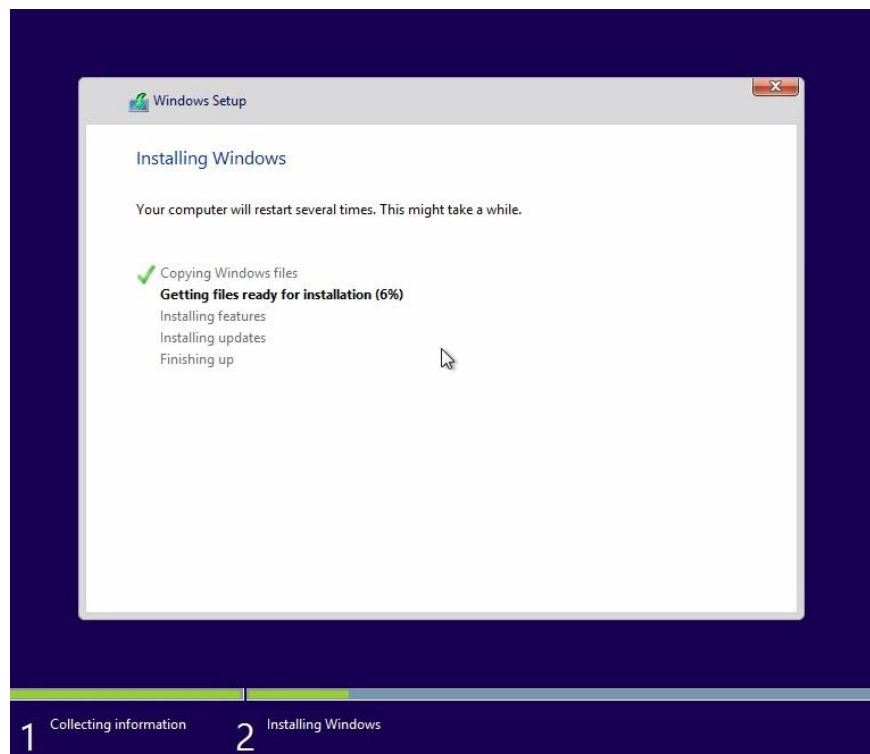 Windows Setup
Installing Windows
Your computer will restart several times. This might take a while.
Copying Windows files
Getting files ready for installation (6%)
Installing features
Installing updates
Finishing up
1 Collecting information
2 Installing Windows